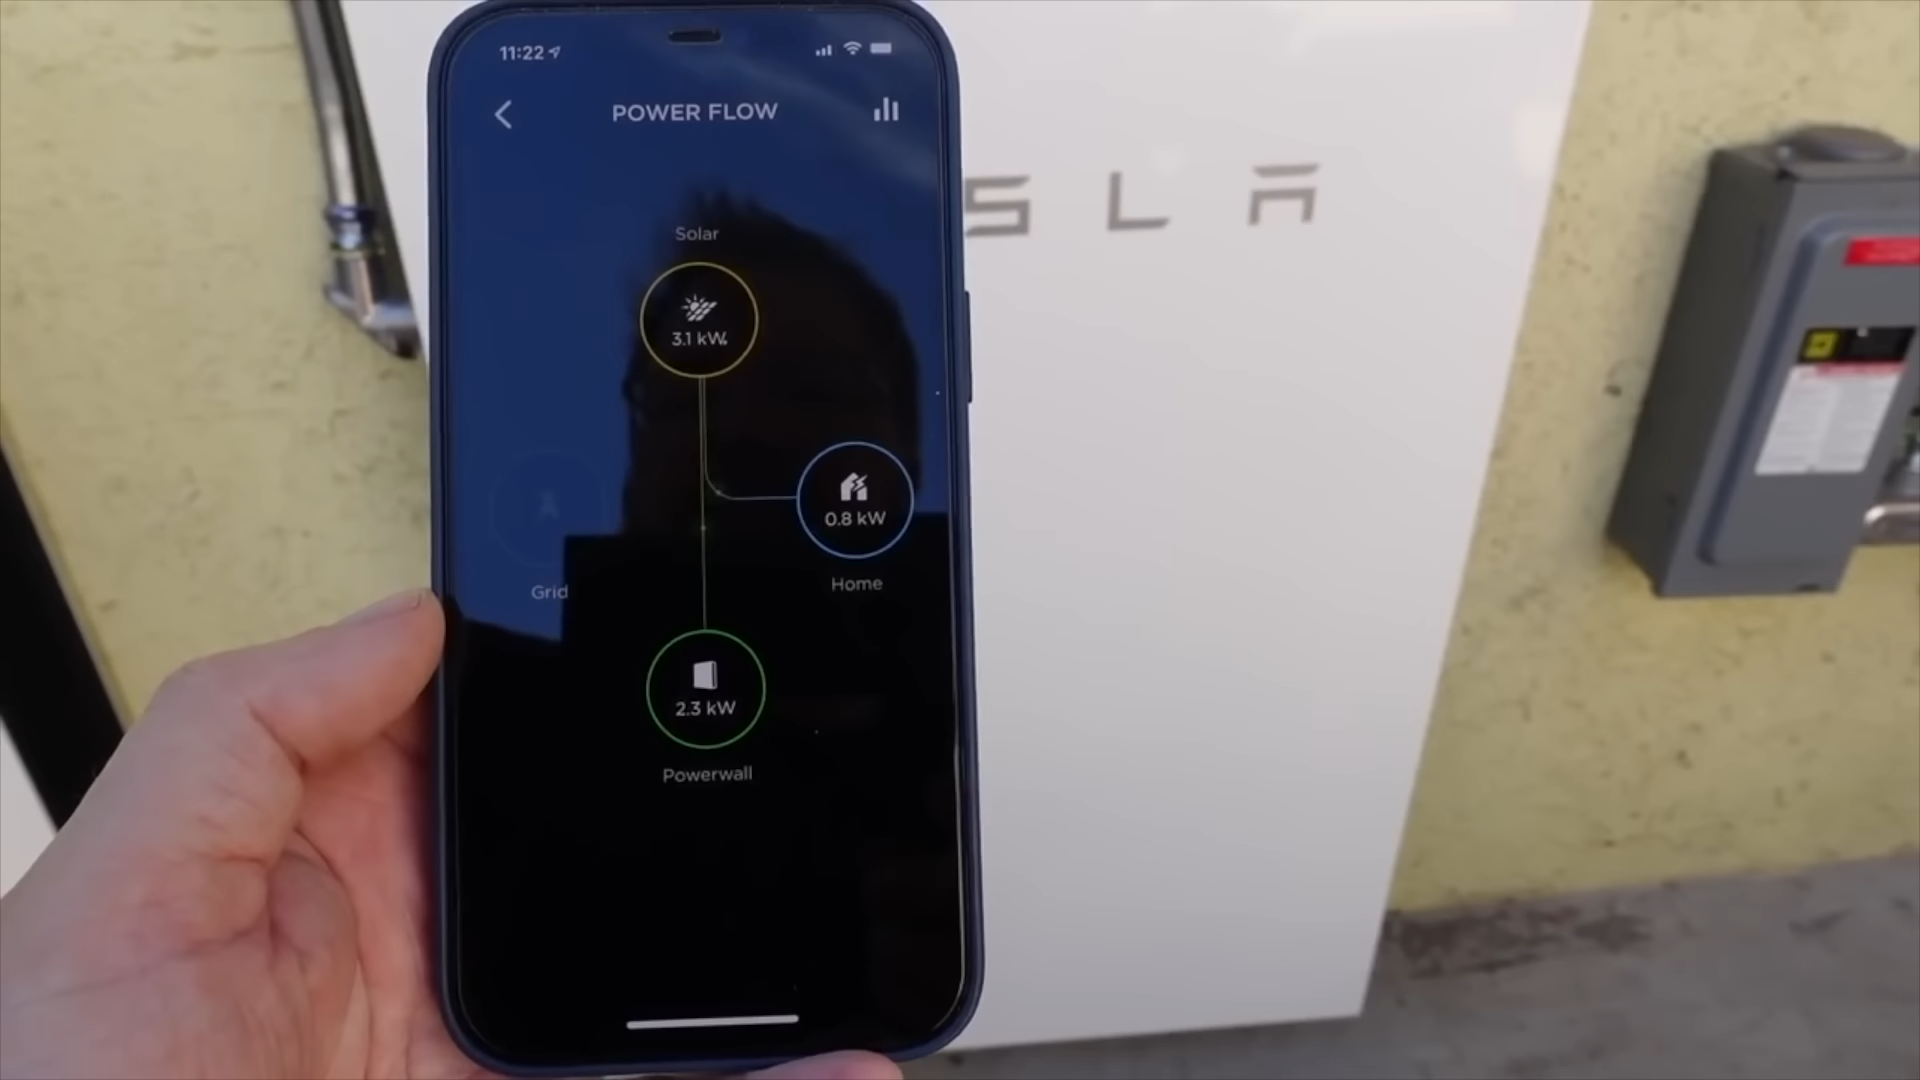 11:22
POWER FLOW
Solar
3.1 kW
0.8 kW
Home
Grid
2.3 kW
Powerwall
SLA